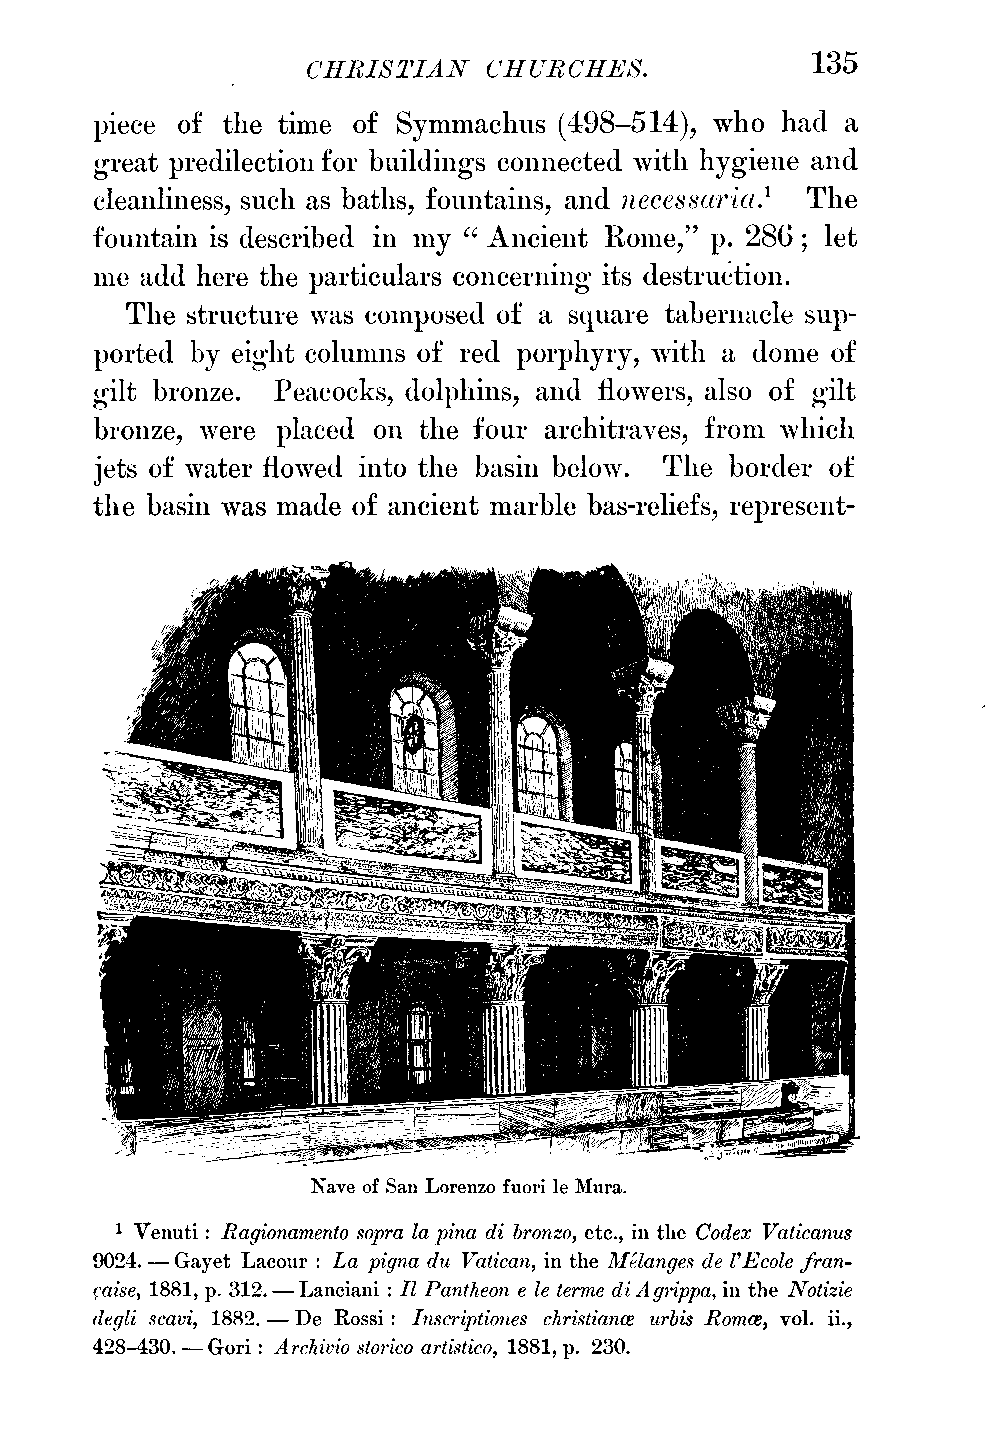 CHRISTIAN CHURCHES. 135
piece of the time of Symmachus (498–514), who had a
great predilection for buildings connected with hygiene and
cleanliness, such as baths, fountains, and necessaria.¹ The
fountain is described in my “ Ancient Rome,” p. 286 ; let
me add here the particulars concerning its destruction.
The structure was composed of a square tabernacle sup-
ported by eight columns of red porphyry, with a dome of
gilt bronze. Peacocks, dolphins, and flowers, also of gilt
bronze, were placed on the four architraves, from which
jets of water flowed into the basin below. The border of
the basin was made of ancient marble bas-reliefs, represent-
Nave of San Lorenzo fuori le Mura.
¹ Venuti : Ragionamento sopra la pina di bronzo, etc., in the Codex Vaticanus
9024. — Gayet Lacour : La pigna du Vatican, in the Mélanges de l'Ecole fran-
çaise, 1881, p. 312. — Lanciani : Il Pantheon e le terme di Agrippa, in the Notizie
degli scavi, 1882. — De Rossi : Inscriptiones christianæ urbis Romæ, vol. ii.,
428–430. — Gori : Archivio storico artistico, 1881, p. 230.